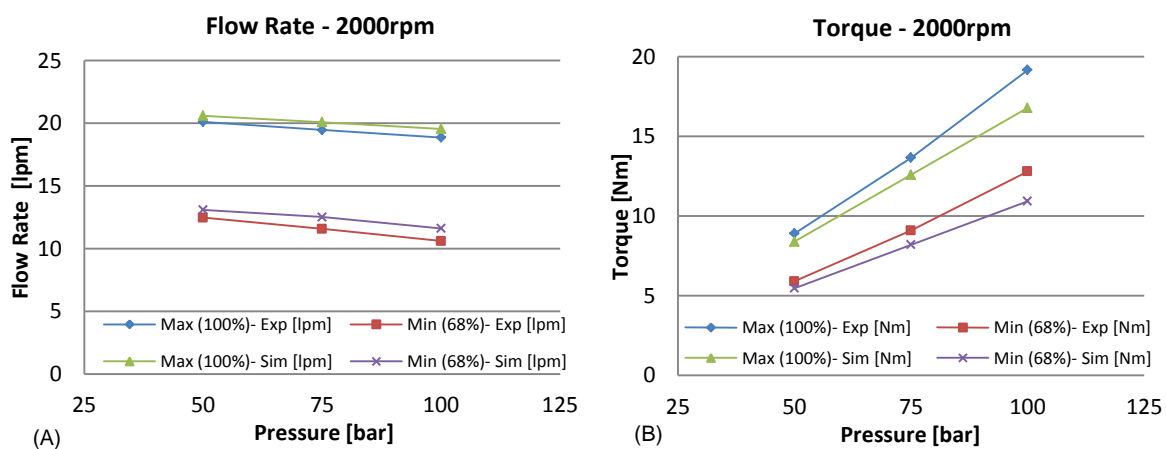 Flow Rate - 2000rpm
25
20
15
10
5
0
Flow Rate [lpm]
Max (100%)- Exp [lpm]
Min (68%)- Exp [lpm]
Max (100%)- Sim [lpm]
Min (68%)- Sim [lpm]
25
50
75
100
125
Pressure [bar]
(A)
Torque - 2000rpm
20
15
10
5
0
Torque [Nm]
Max (100%)- Exp [Nm]
Min (68%)- Exp [Nm]
Max (100%)- Sim [Nm]
Min (68%)- Sim [Nm]
25
50
75
100
125
Pressure [bar]
(B)